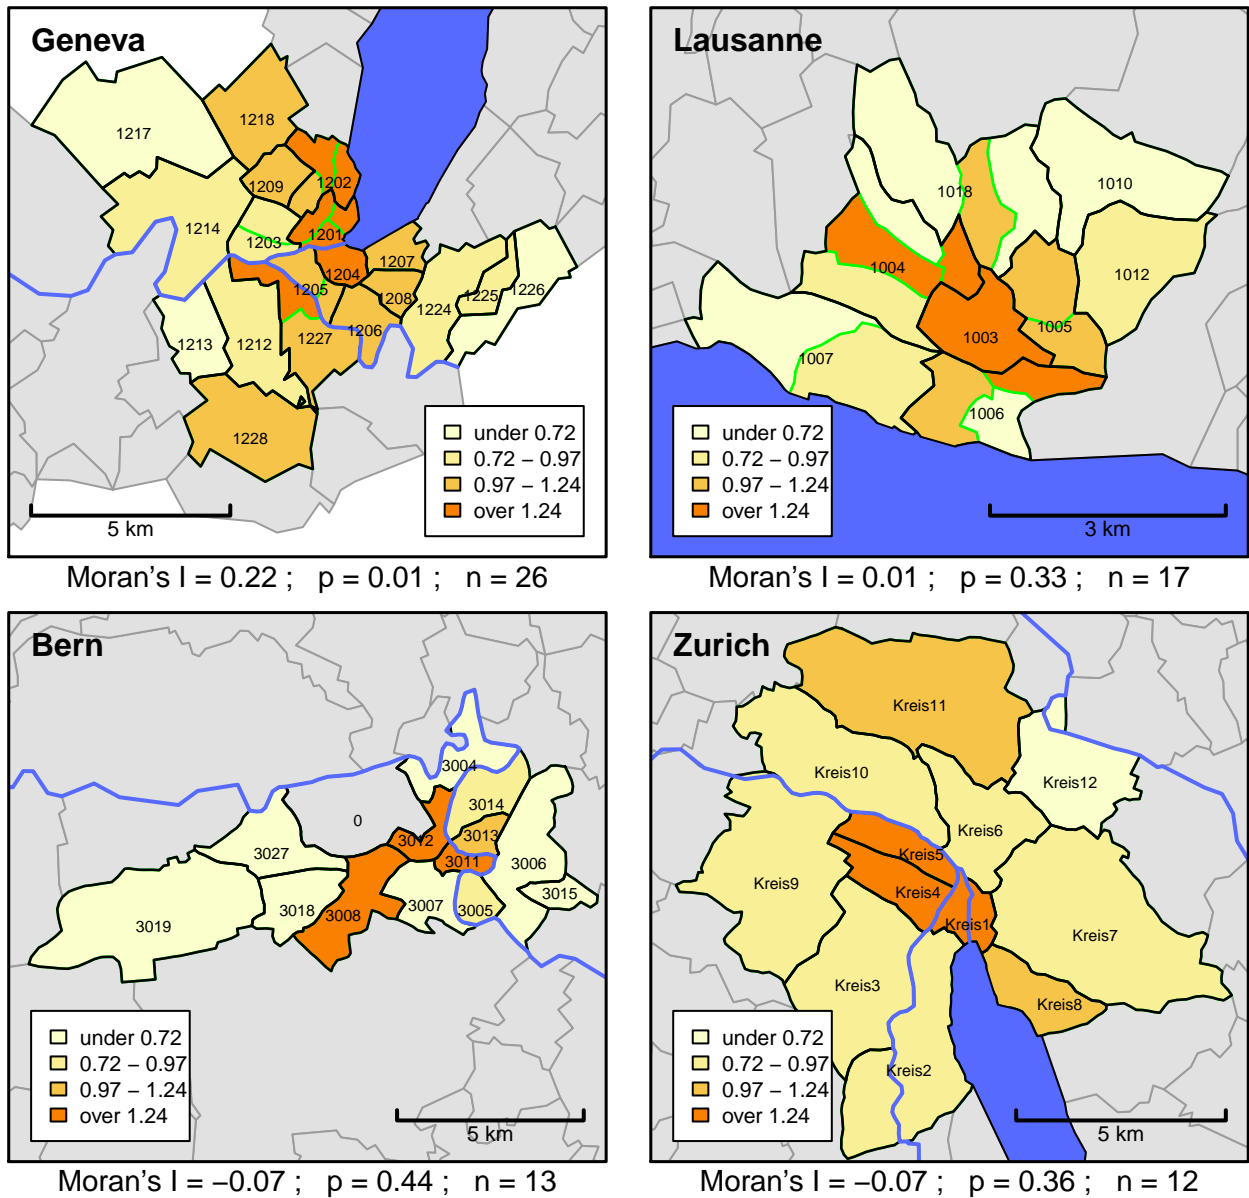 Geneva
1217
1218
1209
1202
1214
1203
1201
1204
1207
1205
1208
1224
1225
1226
1213
1212
1227
1206
1228
under 0.72
0.72 – 0.97
0.97 – 1.24
over 1.24
5 km
Moran's I = 0.22 ; p = 0.01 ; n = 26
Lausanne
1018
1010
1004
1012
1003
1005
1007
1006
under 0.72
0.72 – 0.97
0.97 – 1.24
over 1.24
3 km
Moran's I = 0.01 ; p = 0.33 ; n = 17
Bern
3004
3014
0
3012
3013
3011
3027
3006
3015
3018
3008
3007
3005
3019
under 0.72
0.72 – 0.97
0.97 – 1.24
over 1.24
5 km
Moran's I = −0.07 ; p = 0.44 ; n = 13
Zurich
Kreis11
Kreis10
Kreis12
Kreis6
Kreis5
Kreis9
Kreis4
Kreis1
Kreis7
Kreis3
Kreis8
Kreis2
under 0.72
0.72 – 0.97
0.97 – 1.24
over 1.24
5 km
Moran's I = −0.07 ; p = 0.36 ; n = 12